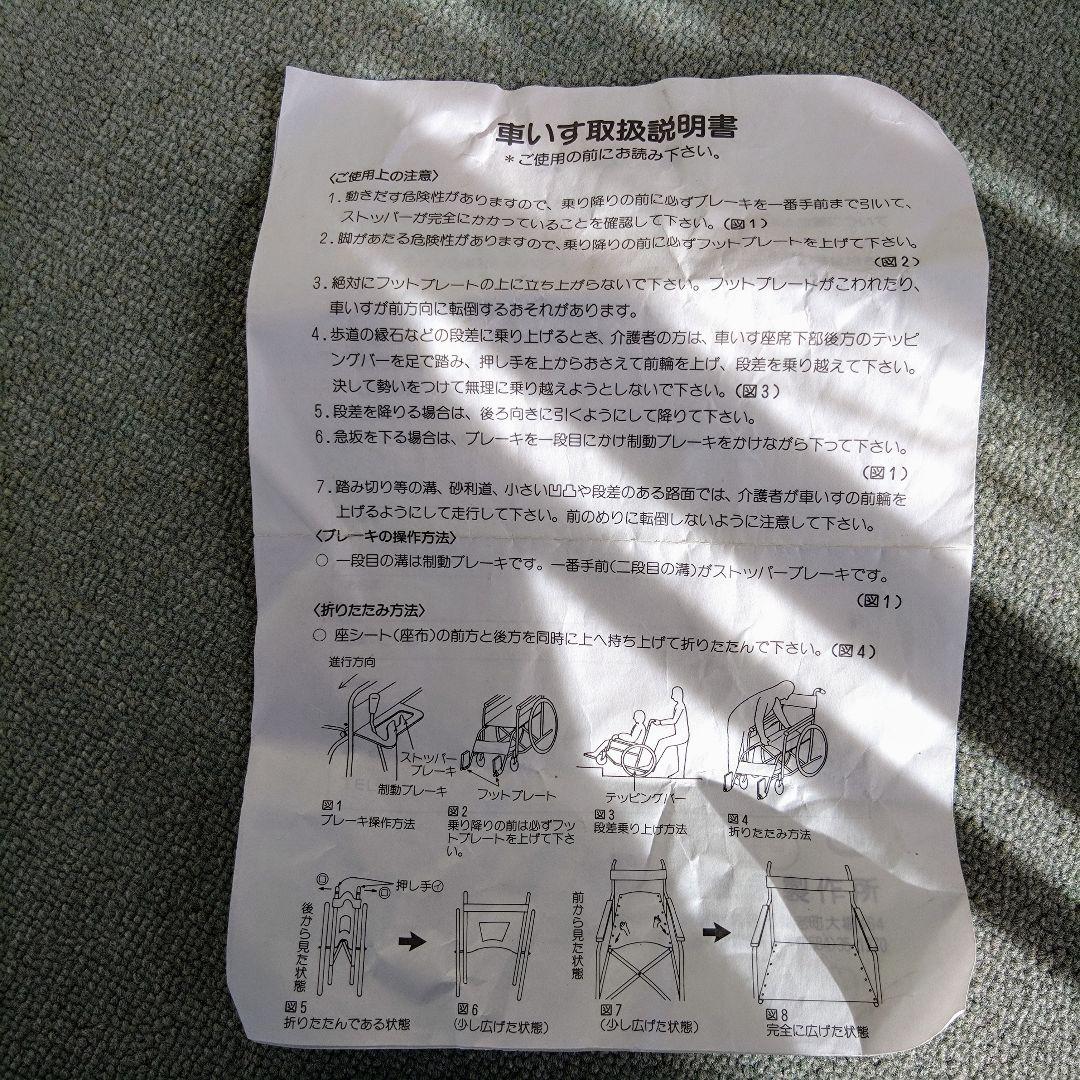 車いす取扱説明書
*ご使用の前にお読み下さい。
〈ご使用上の注意〉
1.動きだす危険性がありますので、乗り降りの前に必ずブレーキを一番手前まで引いて、
ストッパーが完全にかかっていることを確認して下さい。(図1)
2.脚があたる危険性がありますので、乗り降りの前に必ずフットプレートを上げて下さい。
(図2)
3.絶対にフットプレートの上に立ち上がらないで下さい。フットプレートがこわれたり、
車いすが前方向に転倒するおそれがあります。
4.歩道の縁石などの段差に乗り上げるとき、介護者の方は、車いす座席下部後方のテッピ
ングバーを足で踏み、押し手を上からおさえて前輪を上げ、段差を乗り越えて下さい。
決して勢いをつけて無理に乗り越えようとしないで下さい。(図3)
5.段差を降りる場合は、後ろ向きに引くようにして降りて下さい。
6.急坂を下る場合は、ブレーキを一段目にかけ制動ブレーキをかけながら下って下さい。
(図1)
7.踏み切り等の溝、砂利道、小さい凹凸や段差のある路面では、介護者が車いすの前輪を
上げるようにして走行して下さい。前のめりに転倒しないように注意して下さい。
〈ブレーキの操作方法〉
○ 一段目の溝は制動ブレーキです。一番手前(二段目の溝)がストッパーブレーキです。
(図1)
〈折りたたみ方法〉
○ 座シート(座布)の前方と後方を同時に上へ持ち上げて折りたたんで下さい。(図4)
進行方向
ストッパー
ブレーキ
制動ブレーキ
フットプレート
テッピングバー
図1
ブレーキ操作方法
図2
乗り降りの前は必ずフッ
トプレートを上げて下さ
い。
図3
段差乗り上げ方法
図4
折りたたみ方法
後から見た状態
押し手㋑
前から見た状態
図5
折りたたんである状態
図6
(少し広げた状態)
図7
(少し広げた状態)
図8
完全に広げた状態
製作所